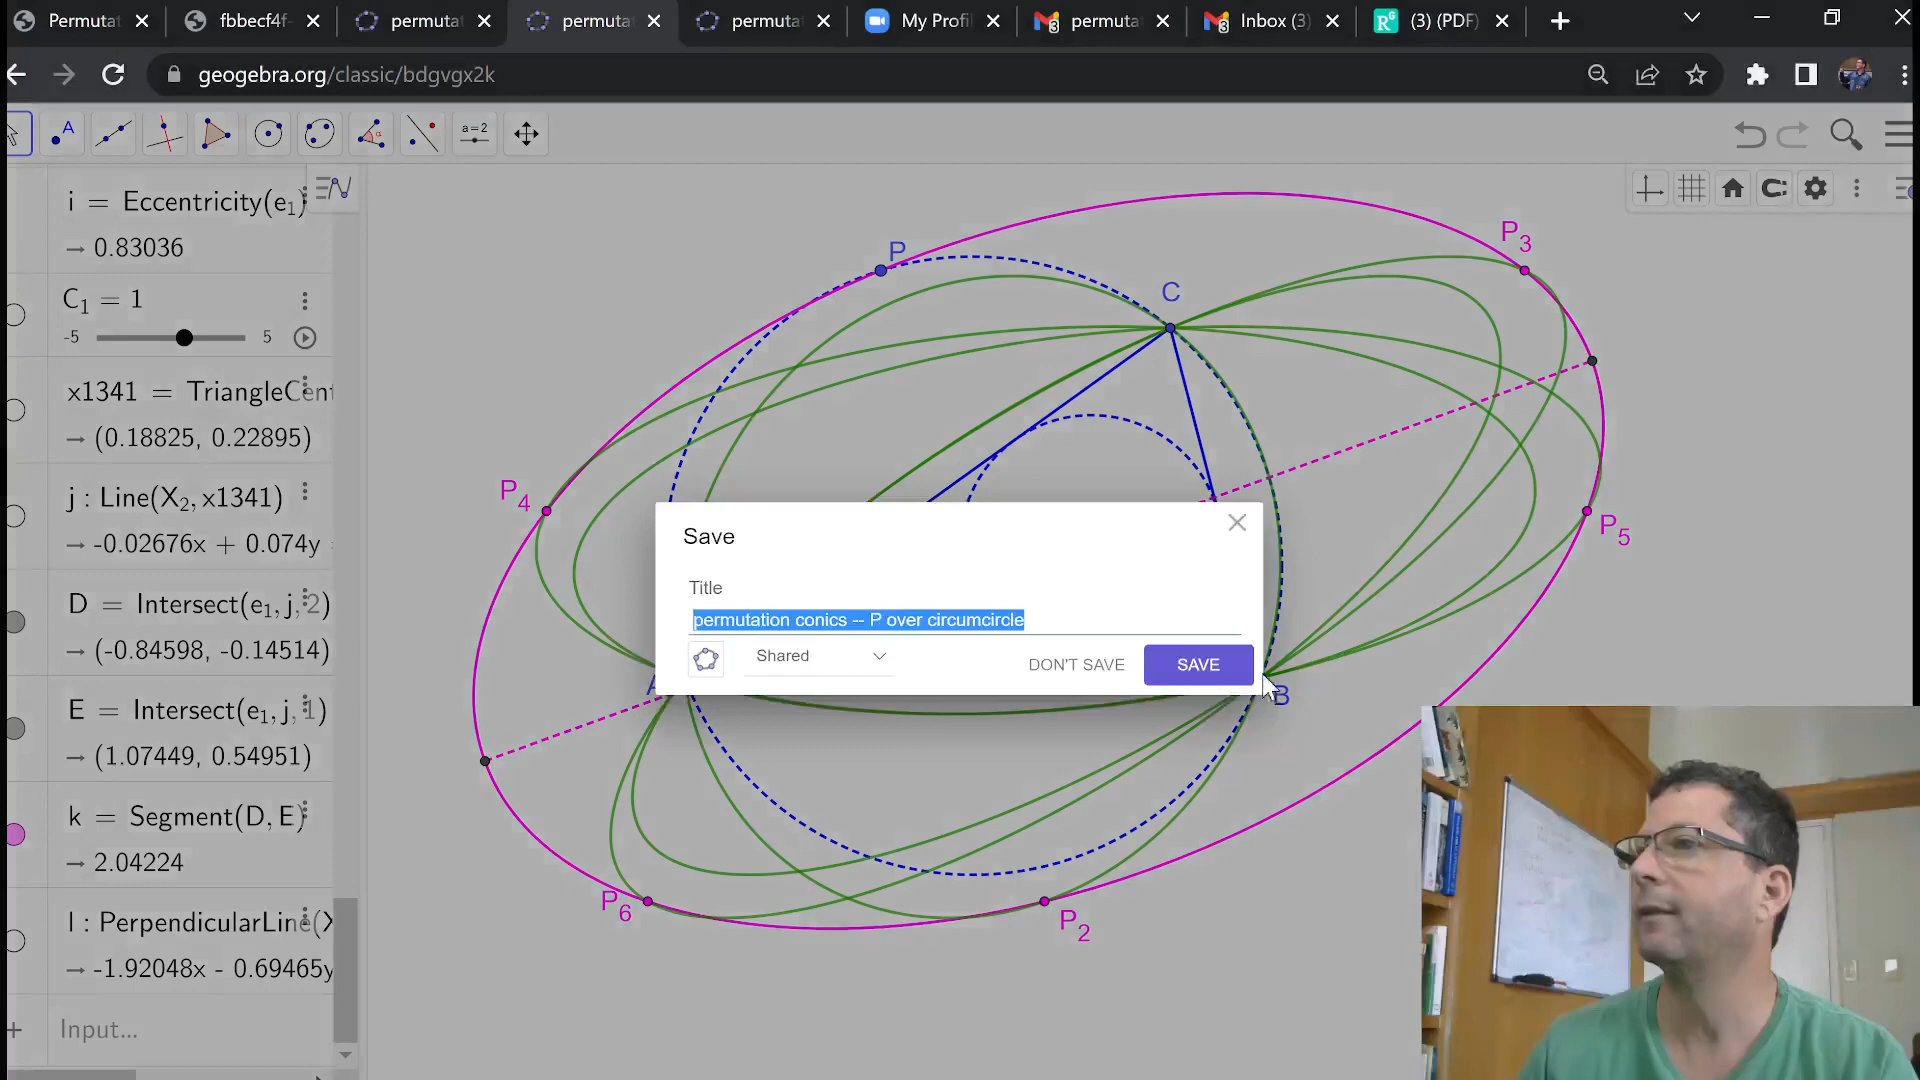 Permutat
fbbecf4f-
permutat
permutat
permutat
My Profil
permutat
Inbox (3)
(3) (PDF)
geogebra.org/classic/bdgvgx2k
A
a=2
i = Eccentricity(e₁)
→ 0.83036
C₁ = 1
-5
5
x1341 = TriangleCent
→ (0.18825, 0.22895)
j : Line(X₂, x1341)
→ -0.02676x + 0.074y =
D = Intersect(e₁, j, 2)
→ (-0.84598, -0.14514)
E = Intersect(e₁, j, 1)
→ (1.07449, 0.54951)
k = Segment(D, E)
→ 2.04224
l : PerpendicularLine(X
→ -1.92048x - 0.69465y
Input...
P
P₃
C
P₄
P₅
A
B
P₆
P₂
Save
Title
permutation conics -- P over circumcircle
Shared
DON'T SAVE
SAVE